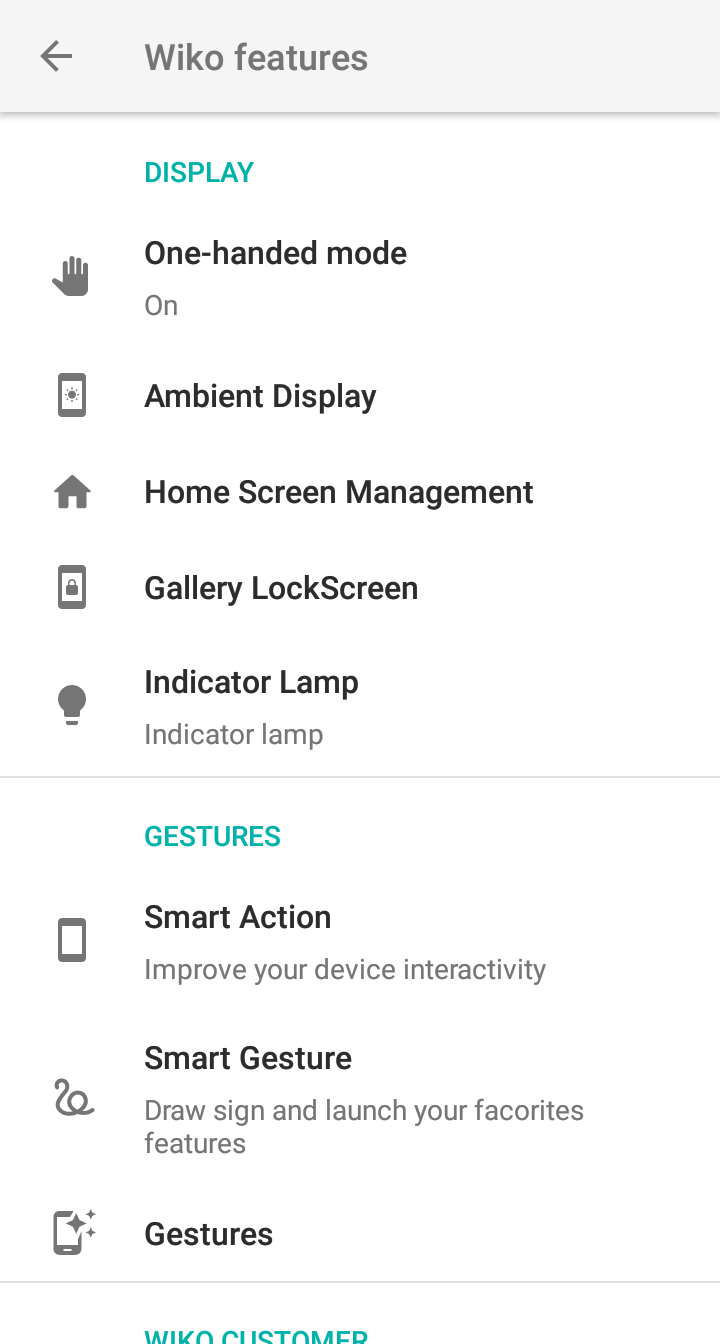 Wiko features
DISPLAY
One-handed mode
On
Ambient Display
Home Screen Management
Gallery LockScreen
Indicator Lamp
Indicator lamp
GESTURES
Smart Action
Improve your device interactivity
Smart Gesture
Draw sign and launch your facorites
features
Gestures
WIKO CUSTOMER